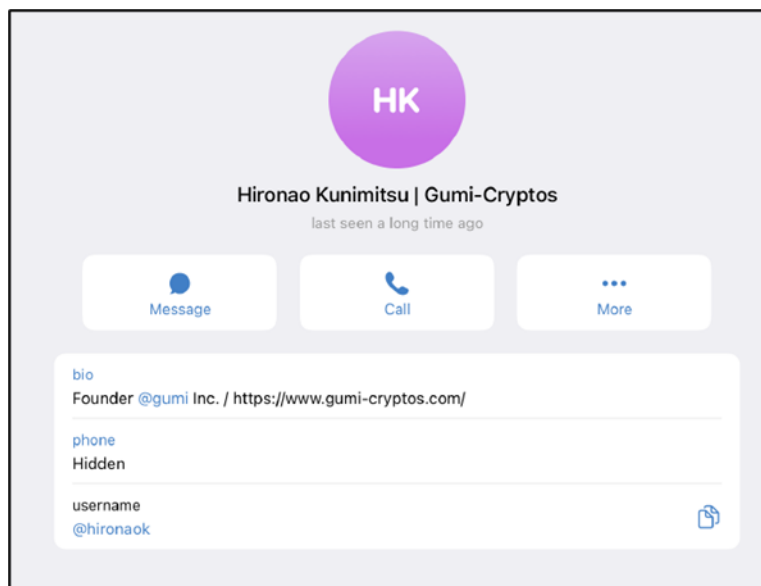 HK
Hironao Kunimitsu | Gumi-Cryptos
last seen a long time ago
Message
Call
More
bio
Founder @gumi Inc. / https://www.gumi-cryptos.com/
phone
Hidden
username
@hironaok